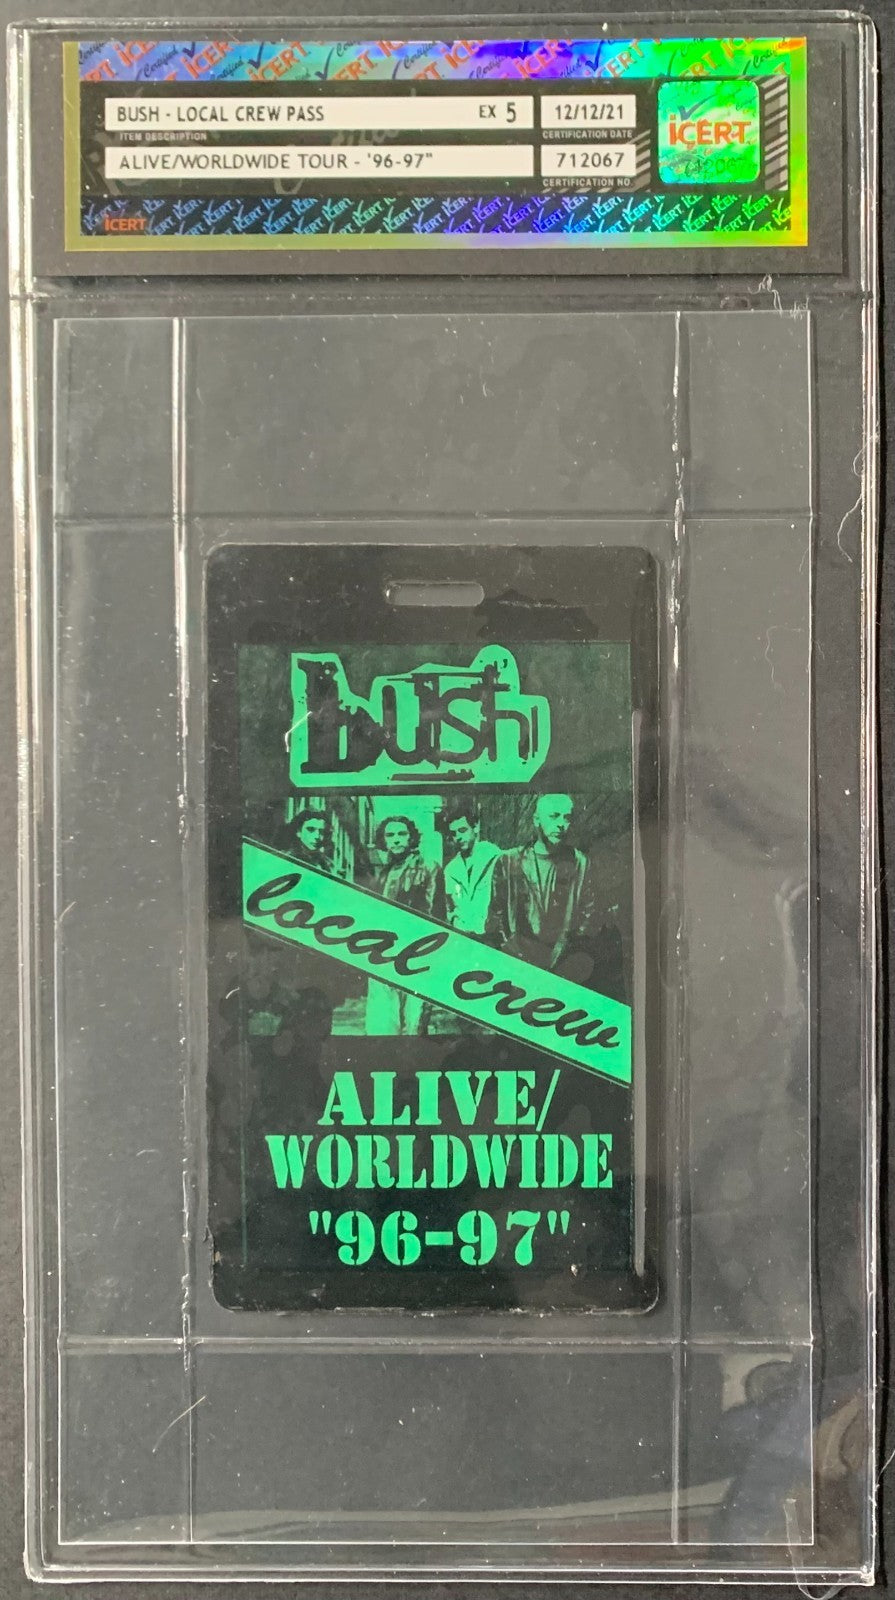 BUSH - LOCAL CREW PASS EX 5 12/12/21
ITEM DESCRIPTION CERTIFICATION DATE
ALIVE/WORLDWIDE TOUR - '96-97" 712067
CERTIFICATION NO.
iCERT
iCERT
bush
local crew
ALIVE/
WORLDWIDE
"96-97"